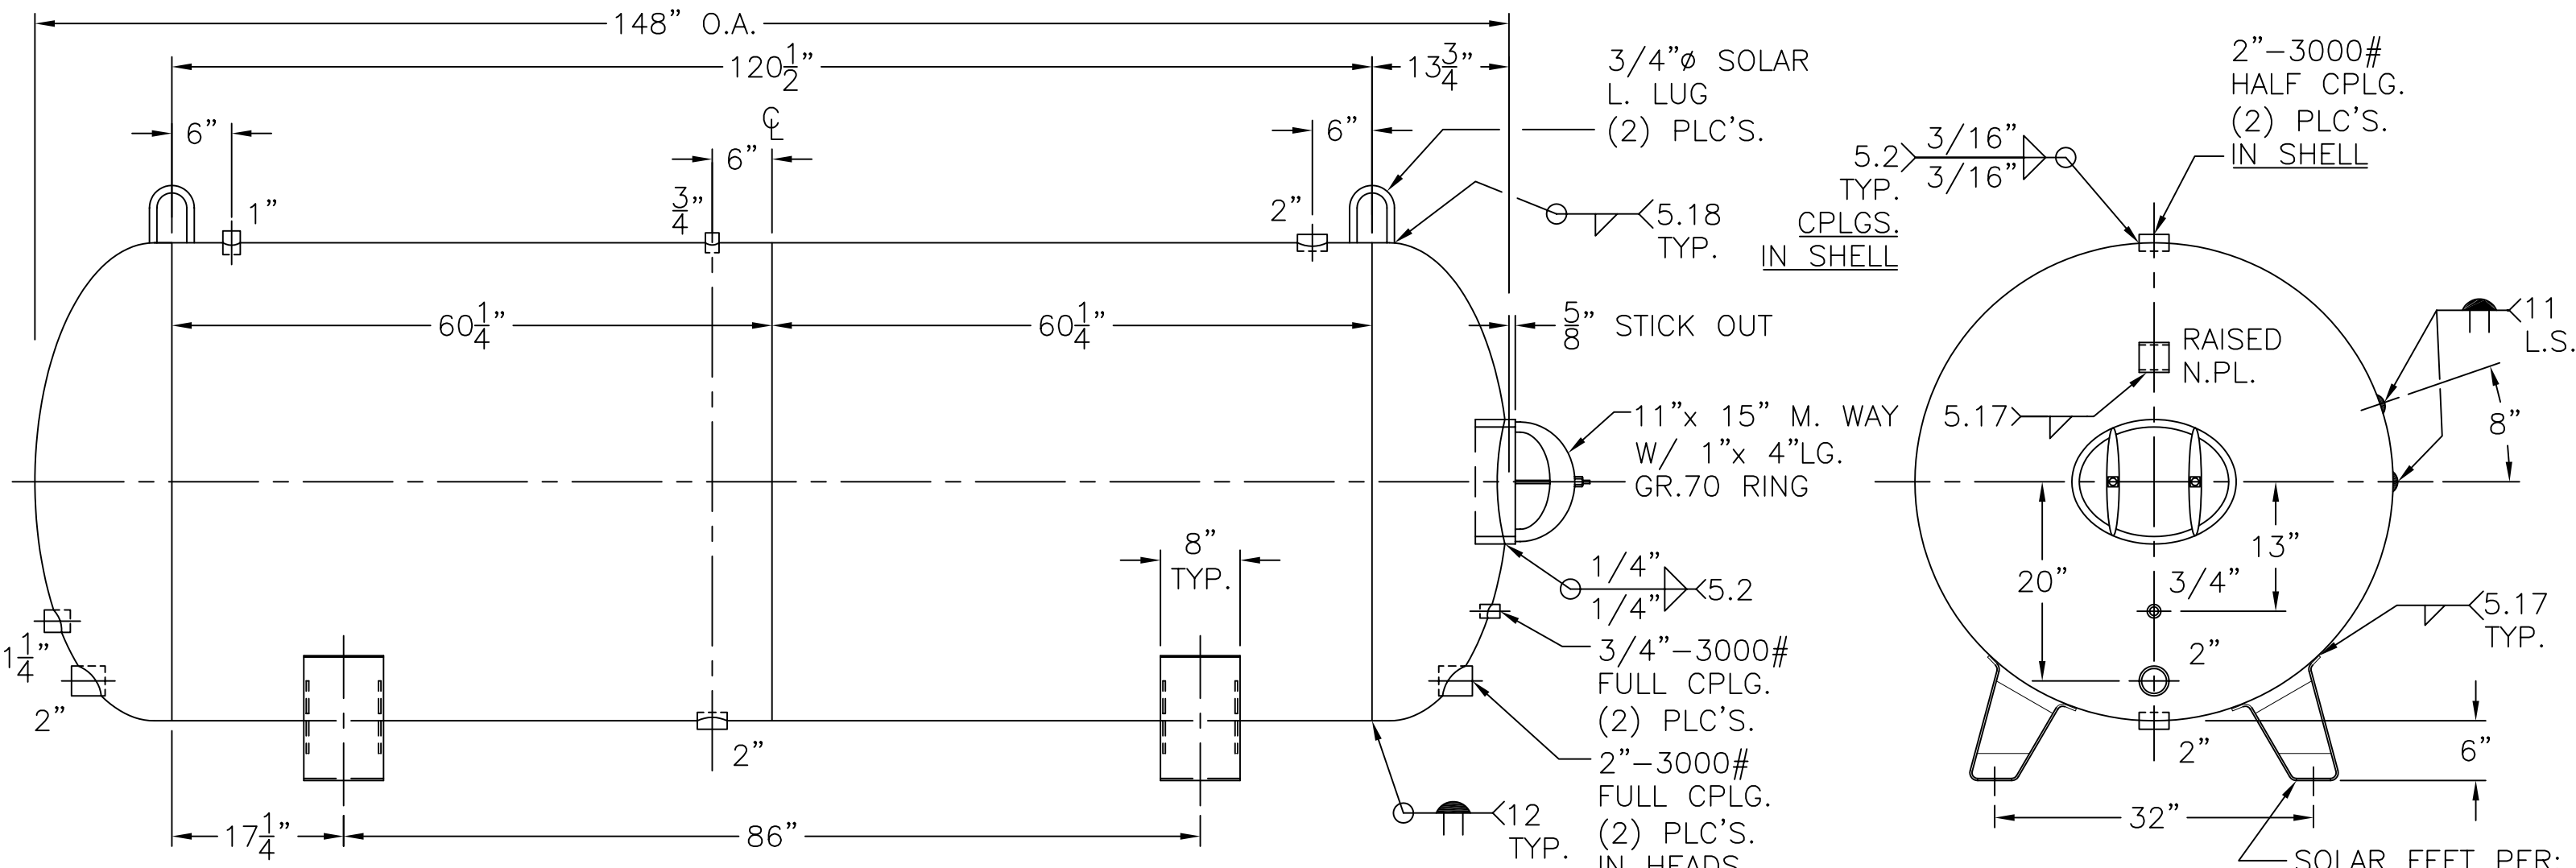 148" O.A.
120 1/2"
13 3/4"
3/4"ø SOLAR
L. LUG
(2) PLC'S.
2"-3000#
HALF CPLG.
(2) PLC'S.
IN SHELL
6"
℄
6"
6"
3/16"
3/16"
5.2
TYP.
CPLGS.
IN SHELL
1"
3/4"
2"
5.18
TYP.
60 1/4"
60 1/4"
5/8" STICK OUT
RAISED
N.PL.
11
L.S.
8"
11"x 15" M. WAY
W/ 1"x 4"LG.
GR.70 RING
5.17
8"
TYP.
1/4"
1/4"
5.2
20"
13"
3/4"
5.17
TYP.
1 1/4"
2"
3/4"-3000#
FULL CPLG.
(2) PLC'S.
2"
2"
2"
6"
2"-3000#
FULL CPLG.
(2) PLC'S.
IN HEADS
12
TYP.
17 1/4"
86"
32"
SOLAR FEET PER: